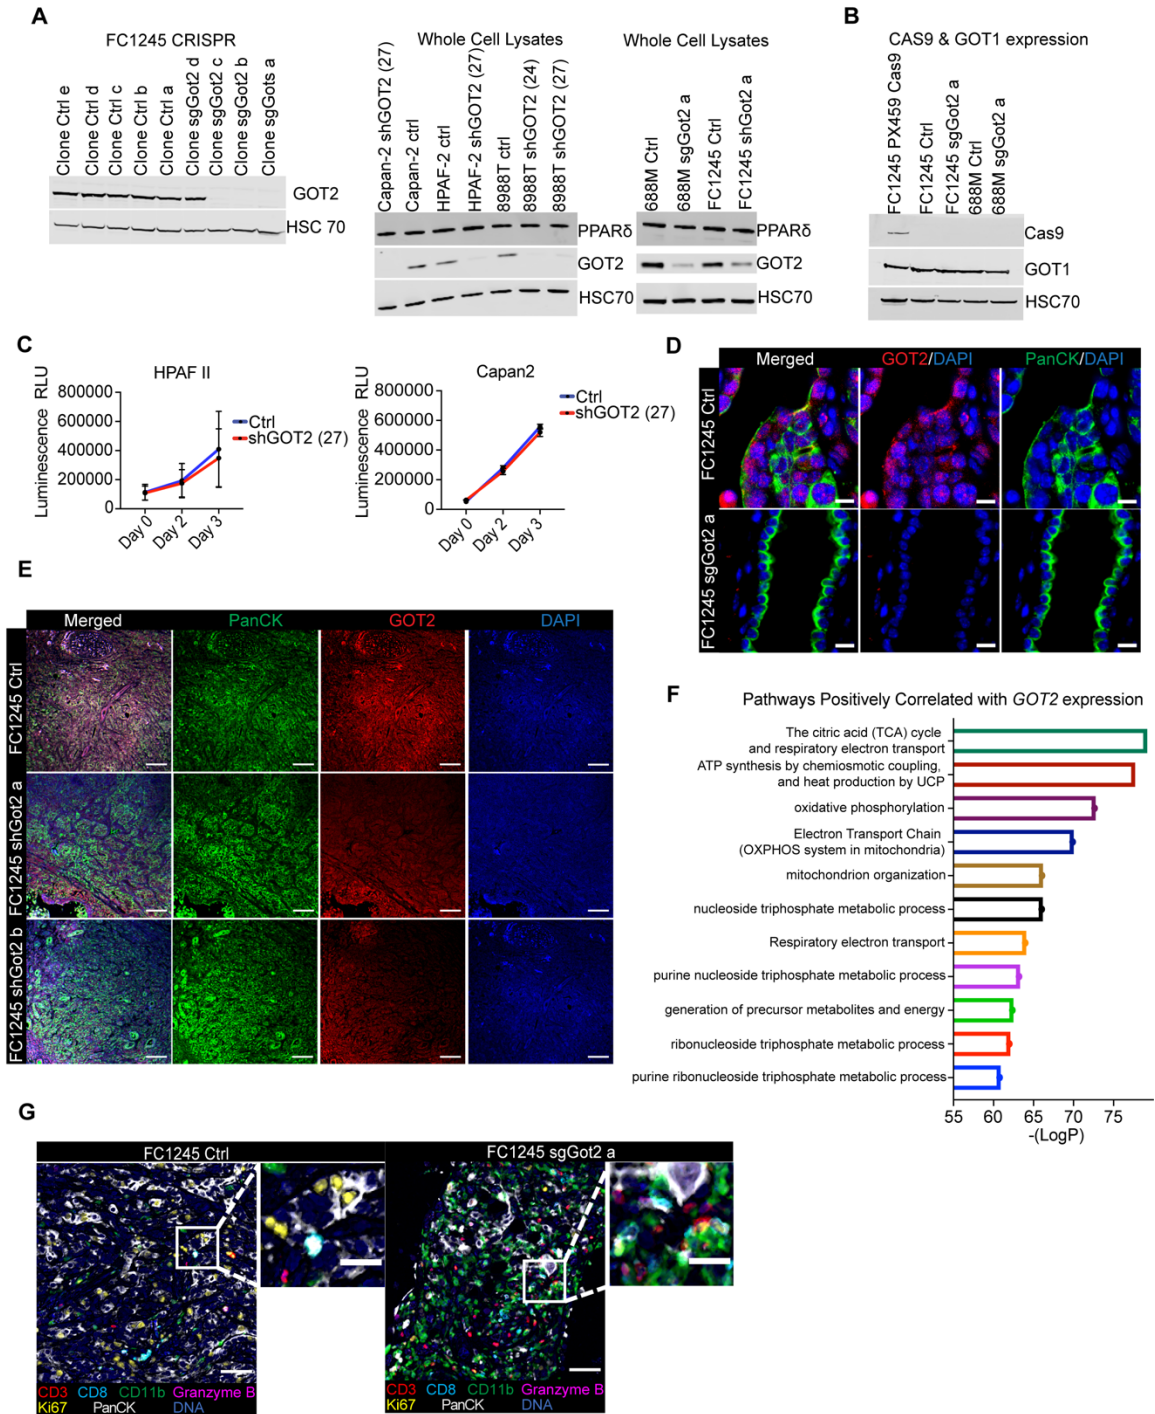 A
FC1245 CRISPR
Clone Ctrl e
Clone Ctrl d
Clone Ctrl c
Clone Ctrl b
Clone Ctrl a
Clone sgGot2 d
Clone sgGot2 c
Clone sgGot2 b
Clone sgGots a
GOT2
HSC 70
Whole Cell Lysates
Capan-2 shGOT2 (27)
Capan-2 ctrl
HPAF-2 ctrl
HPAF-2 shGOT2 (27)
8988T ctrl
8988T shGOT2 (24)
8988T shGOT2 (27)
PPARδ
GOT2
HSC70
Whole Cell Lysates
688M Ctrl
688M sgGot2 a
FC1245 Ctrl
FC1245 shGot2 a
PPARδ
GOT2
HSC70
B
CAS9 & GOT1 expression
FC1245 PX459 Cas9
FC1245 Ctrl
FC1245 sgGot2 a
688M Ctrl
688M sgGot2 a
Cas9
GOT1
HSC70
C
HPAF II
Luminescence RLU
800000
600000
400000
200000
0
Day 0
Day 2
Day 3
Ctrl
shGOT2 (27)
Capan2
Luminescence RLU
800000
600000
400000
200000
0
Day 0
Day 2
Day 3
Ctrl
shGOT2 (27)
D
Merged
GOT2/DAPI
PanCK/DAPI
FC1245 Ctrl
FC1245 sgGot2 a
E
Merged
PanCK
GOT2
DAPI
FC1245 Ctrl
FC1245 shGot2 a
FC1245 shGot2 b
F
Pathways Positively Correlated with GOT2 expression
The citric acid (TCA) cycle
and respiratory electron transport
ATP synthesis by chemiosmotic coupling,
and heat production by UCP
oxidative phosphorylation
Electron Transport Chain
(OXPHOS system in mitochondria)
mitochondrion organization
nucleoside triphosphate metabolic process
Respiratory electron transport
purine nucleoside triphosphate metabolic process
generation of precursor metabolites and energy
ribonucleoside triphosphate metabolic process
purine ribonucleoside triphosphate metabolic process
55 60 65 70 75
-(LogP)
G
FC1245 Ctrl
CD3 CD8 CD11b Granzyme B
Ki67 PanCK DNA
FC1245 sgGot2 a
CD3 CD8 CD11b Granzyme B
Ki67 PanCK DNA